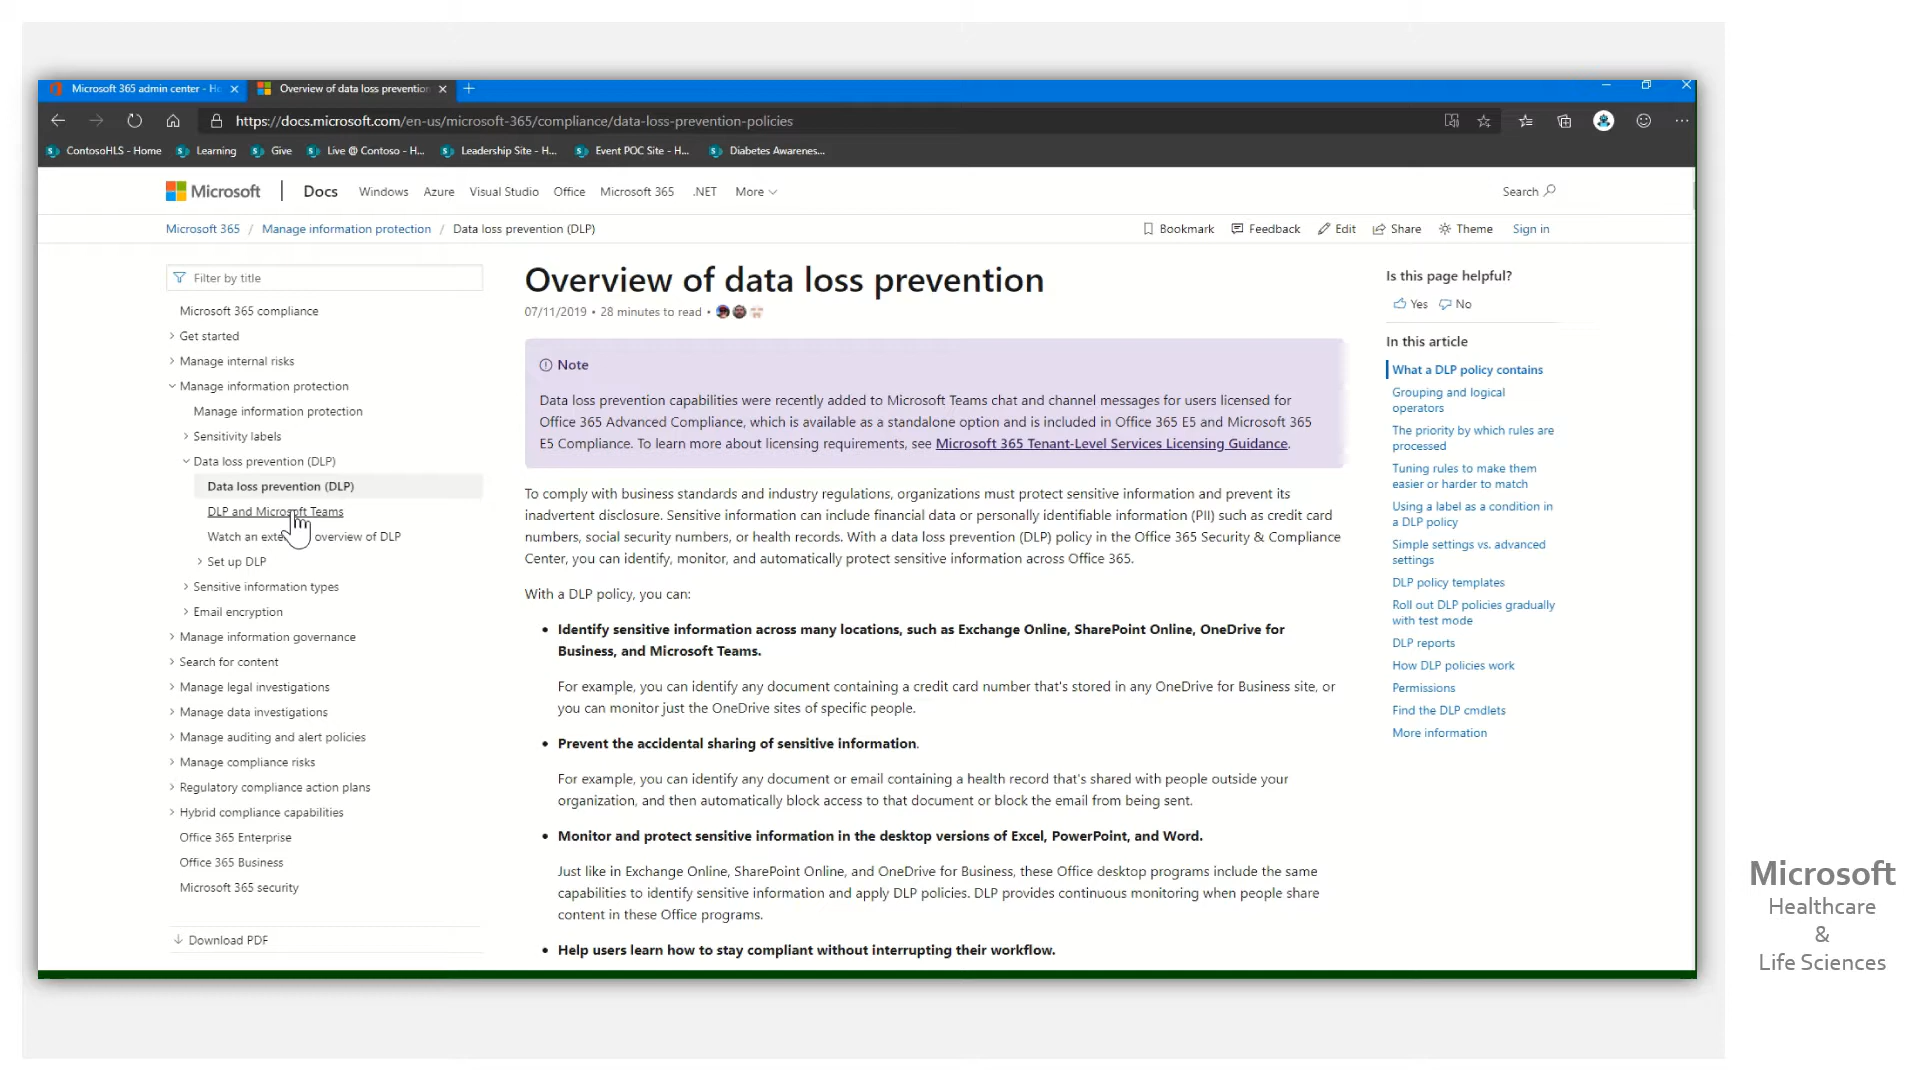 Microsoft 365 admin center - Ho
Overview of data loss prevention
https://docs.microsoft.com/en-us/microsoft-365/compliance/data-loss-prevention-policies
ContosoHLS - Home
Learning
Give
Live @ Contoso - H...
Leadership Site - H...
Event POC Site - H...
Diabetes Awarenes...
Microsoft
Docs
Windows
Azure
Visual Studio
Office
Microsoft 365
.NET
More
Search
Microsoft 365 / Manage information protection / Data loss prevention (DLP)
Bookmark
Feedback
Edit
Share
Theme
Sign in
Filter by title
Microsoft 365 compliance
Get started
Manage internal risks
Manage information protection
Manage information protection
Sensitivity labels
Data loss prevention (DLP)
Data loss prevention (DLP)
DLP and Microsoft Teams
Watch an overview of DLP
Set up DLP
Sensitive information types
Email encryption
Manage information governance
Search for content
Manage legal investigations
Manage data investigations
Manage auditing and alert policies
Manage compliance risks
Regulatory compliance action plans
Hybrid compliance capabilities
Office 365 Enterprise
Office 365 Business
Microsoft 365 security
Download PDF
Overview of data loss prevention
07/11/2019 • 28 minutes to read •
Note
Data loss prevention capabilities were recently added to Microsoft Teams chat and channel messages for users licensed for
Office 365 Advanced Compliance, which is available as a standalone option and is included in Office 365 E5 and Microsoft 365
E5 Compliance. To learn more about licensing requirements, see Microsoft 365 Tenant-Level Services Licensing Guidance.
To comply with business standards and industry regulations, organizations must protect sensitive information and prevent its
inadvertent disclosure. Sensitive information can include financial data or personally identifiable information (PII) such as credit card
numbers, social security numbers, or health records. With a data loss prevention (DLP) policy in the Office 365 Security & Compliance
Center, you can identify, monitor, and automatically protect sensitive information across Office 365.
With a DLP policy, you can:
• Identify sensitive information across many locations, such as Exchange Online, SharePoint Online, OneDrive for
Business, and Microsoft Teams.
For example, you can identify any document containing a credit card number that's stored in any OneDrive for Business site, or
you can monitor just the OneDrive sites of specific people.
• Prevent the accidental sharing of sensitive information.
For example, you can identify any document or email containing a health record that's shared with people outside your
organization, and then automatically block access to that document or block the email from being sent.
• Monitor and protect sensitive information in the desktop versions of Excel, PowerPoint, and Word.
Just like in Exchange Online, SharePoint Online, and OneDrive for Business, these Office desktop programs include the same
capabilities to identify sensitive information and apply DLP policies. DLP provides continuous monitoring when people share
content in these Office programs.
• Help users learn how to stay compliant without interrupting their workflow.
Is this page helpful?
Yes
No
In this article
What a DLP policy contains
Grouping and logical
operators
The priority by which rules are
processed
Tuning rules to make them
easier or harder to match
Using a label as a condition in
a DLP policy
Simple settings vs. advanced
settings
DLP policy templates
Roll out DLP policies gradually
with test mode
DLP reports
How DLP policies work
Permissions
Find the DLP cmdlets
More information
Microsoft
Healthcare
&
Life Sciences